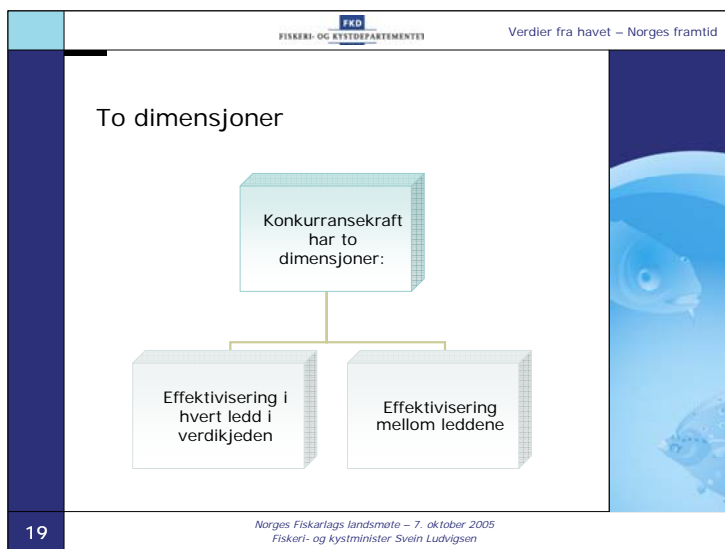 FKD
FISKERI- OG KYSTDEPARTEMENTET
Verdier fra havet – Norges framtid
To dimensjoner
Konkurransekraft
har to
dimensjoner:
Effektivisering i
hvert ledd i
verdikjeden
Effektivisering
mellom leddene
19
Norges Fiskarlags landsmøte – 7. oktober 2005
Fiskeri- og kystminister Svein Ludvigsen